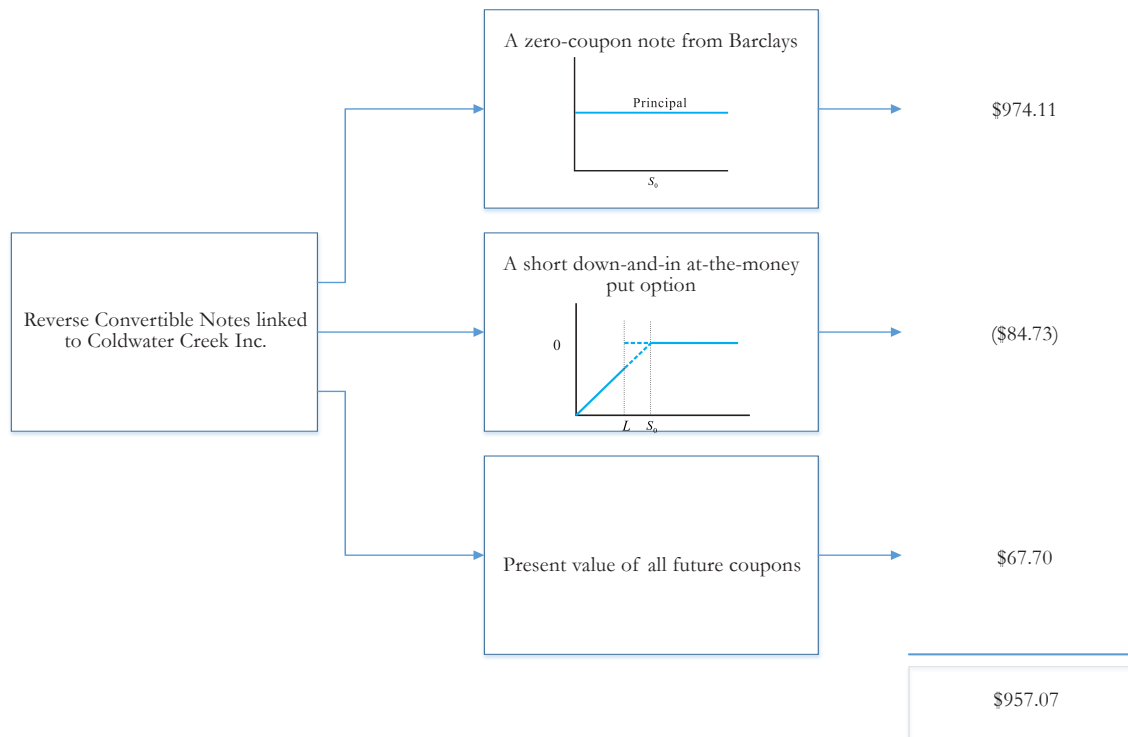 A zero-coupon note from Barclays
Principal
S₀
$974.11
Reverse Convertible Notes linked
to Coldwater Creek Inc.
A short down-and-in at-the-money
put option
0
L S₀
($84.73)
Present value of all future coupons
$67.70
$957.07